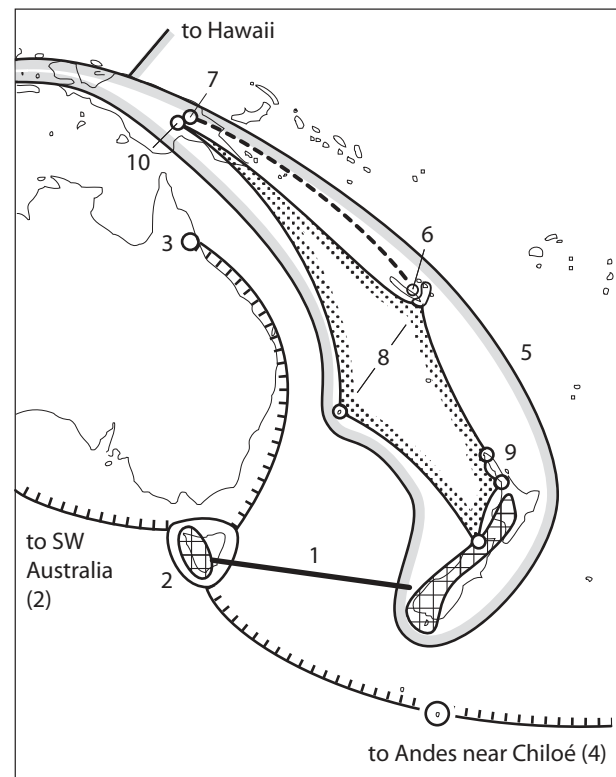 to Hawaii
7
10
3
6
8
5
9
to SW
Australia
(2)
2
1
to Andes near Chiloé (4)